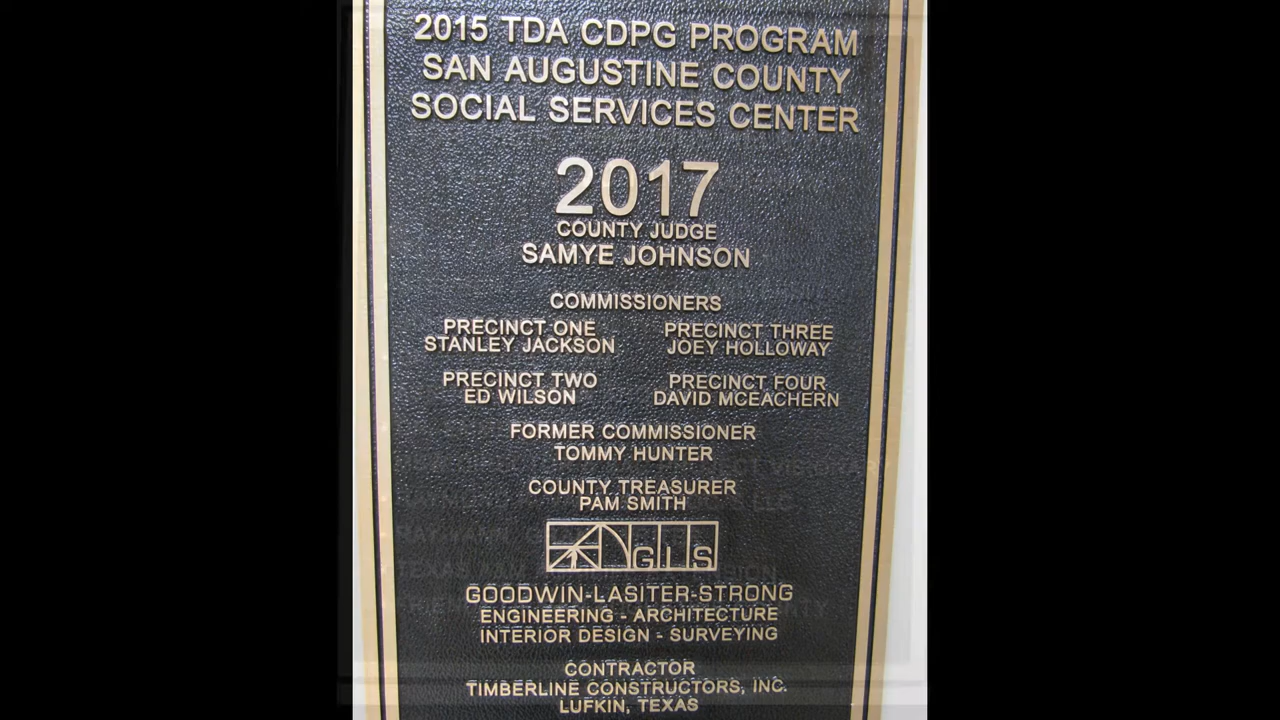 2015 TDA CDPG PROGRAM
SAN AUGUSTINE COUNTY
SOCIAL SERVICES CENTER
2017
COUNTY JUDGE
SAMYE JOHNSON
COMMISSIONERS
PRECINCT ONE
STANLEY JACKSON
PRECINCT THREE
JOEY HOLLOWAY
PRECINCT TWO
ED WILSON
PRECINCT FOUR
DAVID MCEACHERN
FORMER COMMISSIONER
TOMMY HUNTER
COUNTY TREASURER
PAM SMITH
GLS
GOODWIN-LASITER-STRONG
ENGINEERING - ARCHITECTURE
INTERIOR DESIGN - SURVEYING
CONTRACTOR
TIMBERLINE CONSTRUCTORS, INC.
LUFKIN, TEXAS